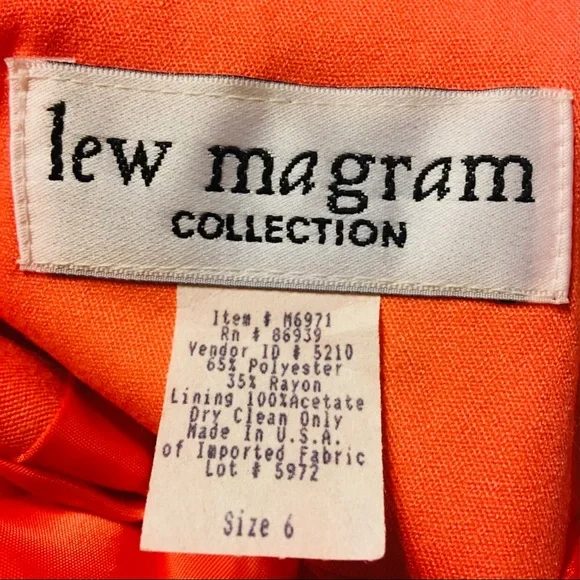 lew magram
COLLECTION
Item # M6971
Rn # 86939
Vendor ID # 5210
65% Polyester
35% Rayon
Lining 100%Acetate
Dry Clean Only
Made In U.S.A.
of Imported Fabric
Lot # 5972
Size 6